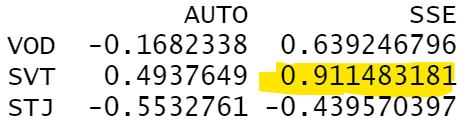 AUTO SSE
VOD -0.1682338 0.639246796
SVT 0.4937649 0.911483181
STJ -0.5532761 -0.439570397